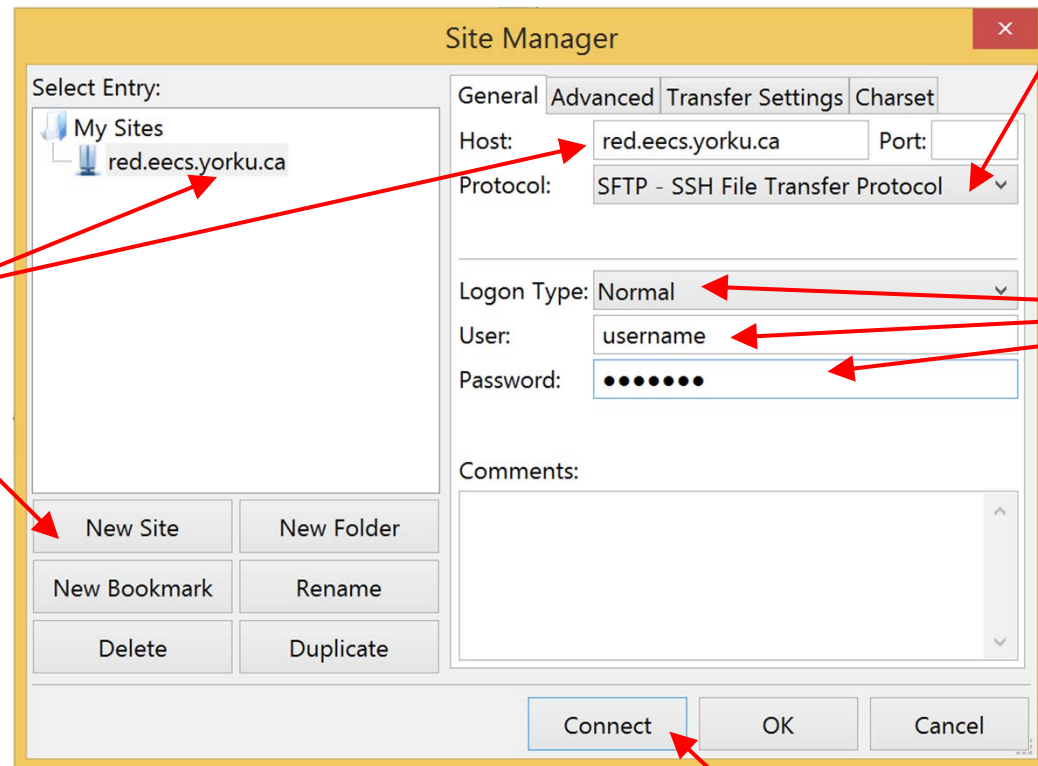 Site Manager
Select Entry:
My Sites
red.eecs.yorku.ca
New Site
New Folder
New Bookmark
Rename
Delete
Duplicate
General
Advanced
Transfer Settings
Charset
Host:
red.eecs.yorku.ca
Port:
Protocol:
SFTP - SSH File Transfer Protocol
Logon Type:
Normal
User:
username
Password:
●●●●●●●
Comments:
Connect
OK
Cancel